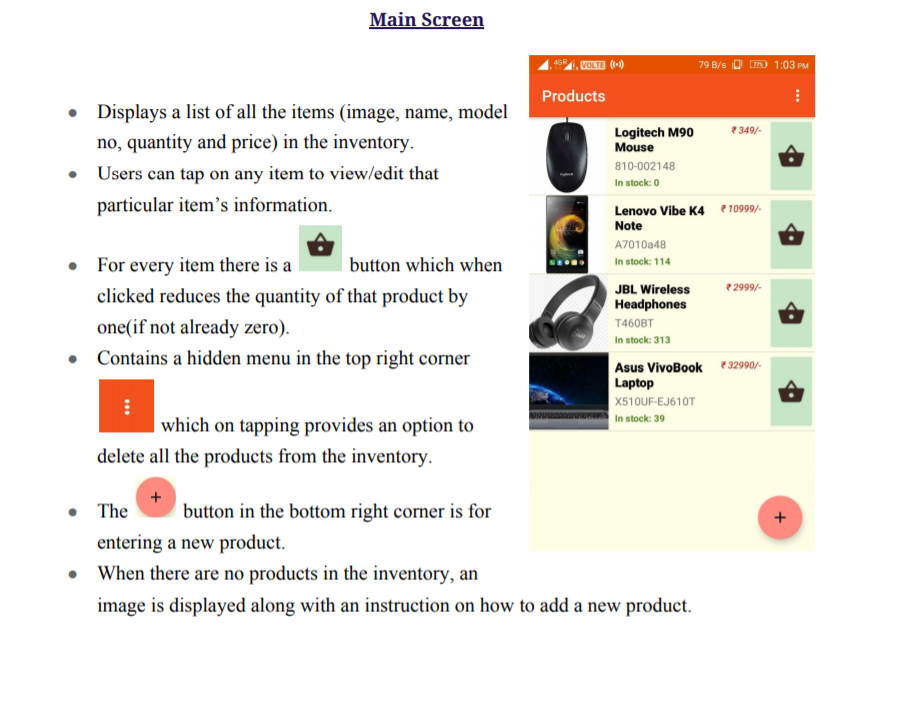 Main Screen
Displays a list of all the items (image, name, model
no, quantity and price) in the inventory.
Users can tap on any item to view/edit that
particular item’s information.
For every item there is a button which when
clicked reduces the quantity of that product by
one(if not already zero).
Contains a hidden menu in the top right corner
which on tapping provides an option to
delete all the products from the inventory.
The + button in the bottom right corner is for
entering a new product.
When there are no products in the inventory, an
image is displayed along with an instruction on how to add a new product.
VOLTE 79 B/s 1:03 PM
Products
Logitech M90 ₹ 349/-
Mouse
810-002148
In stock: 0
Lenovo Vibe K4 ₹ 10999/-
Note
A7010a48
In stock: 114
JBL Wireless ₹ 2999/-
Headphones
T460BT
In stock: 313
Asus VivoBook ₹ 32990/-
Laptop
X510UF-EJ610T
In stock: 39
+